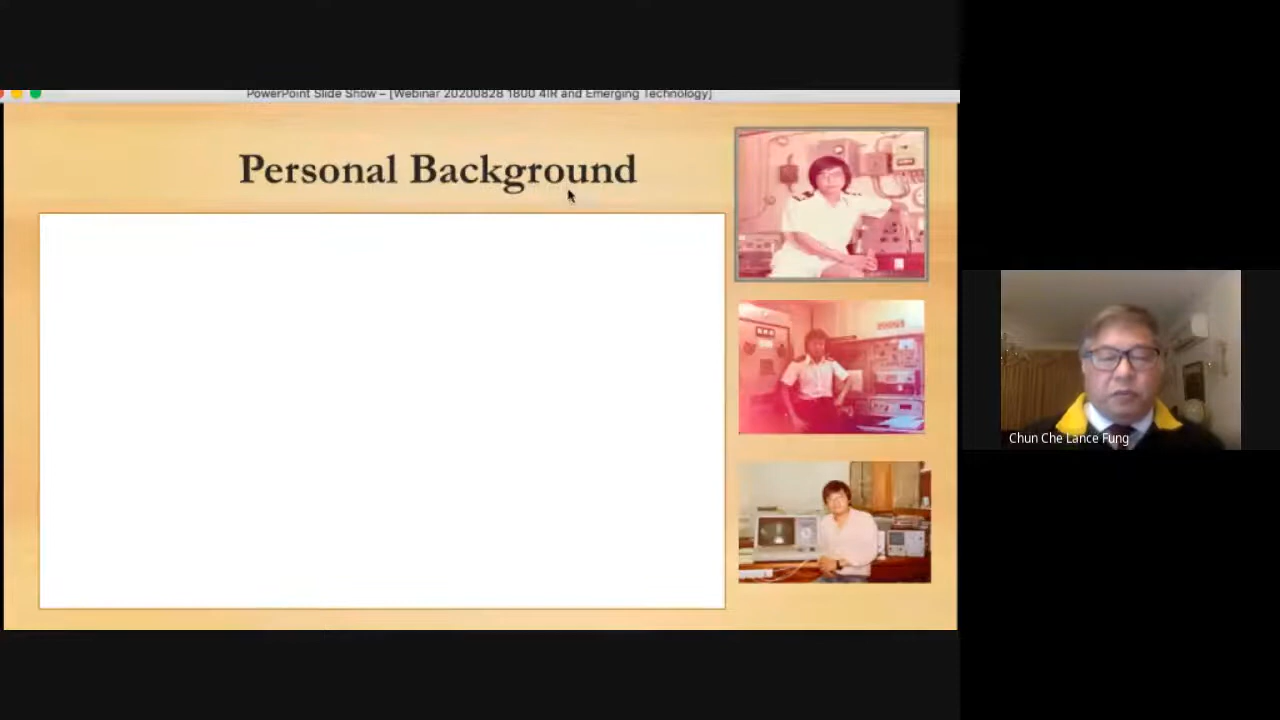 PowerPoint Slide Show – [Webinar 20200828 1800 4IR and Emerging Technology]
Personal Background
Chun Che Lance Fung